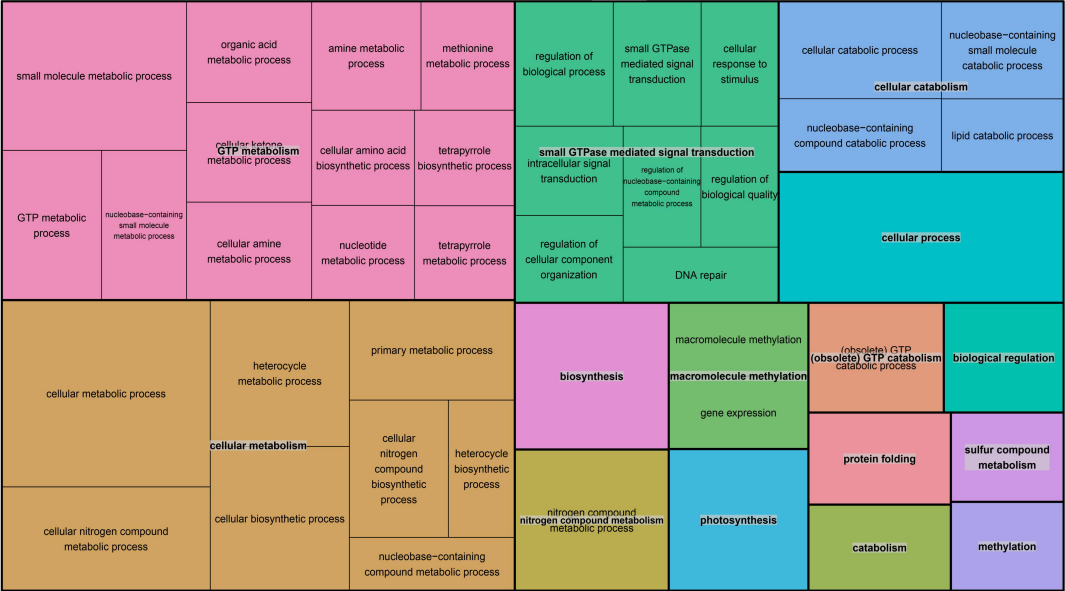 small molecule metabolic process
organic acid
metabolic process
amine metabolic
process
methionine
metabolic process
cellular ketone
metabolic process
GTP metabolism
cellular amino acid
biosynthetic process
tetrapyrrole
biosynthetic process
GTP metabolic
process
nucleobase−containing
small molecule
metabolic process
cellular amine
metabolic process
nucleotide
metabolic process
tetrapyrrole
metabolic process
regulation of
biological process
small GTPase
mediated signal
transduction
cellular
response to
stimulus
small GTPase mediated signal transduction
intracellular signal
transduction
regulation of
nucleobase−containing
compound
metabolic process
regulation of
biological quality
regulation of
cellular component
organization
DNA repair
cellular catabolic process
nucleobase−containing
small molecule
catabolic process
cellular catabolism
nucleobase−containing
compound catabolic process
lipid catabolic process
cellular process
cellular metabolic process
heterocycle
metabolic process
primary metabolic process
cellular metabolism
cellular
nitrogen
compound
biosynthetic
process
heterocycle
biosynthetic
process
cellular nitrogen compound
metabolic process
cellular biosynthetic process
nucleobase−containing
compound metabolic process
biosynthesis
macromolecule methylation
macromolecule methylation
gene expression
(obsolete) GTP
catabolic process
(obsolete) GTP catabolism
biological regulation
nitrogen compound
metabolic process
nitrogen compound metabolism
photosynthesis
protein folding
sulfur compound
metabolism
catabolism
methylation